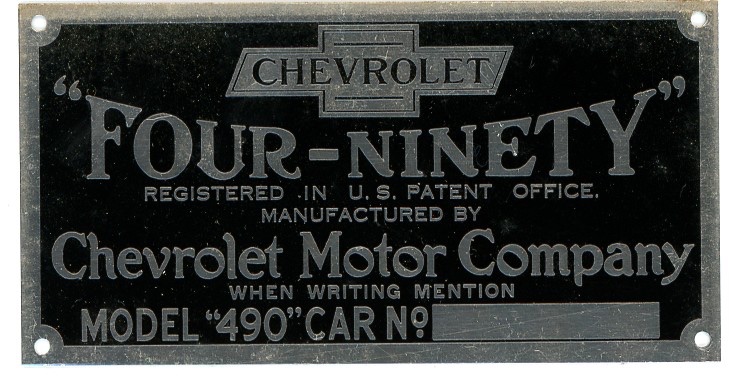 CHEVROLET
"FOUR-NINETY"
REGISTERED IN U.S. PATENT OFFICE.
MANUFACTURED BY
Chevrolet Motor Company
WHEN WRITING MENTION
MODEL "490" CAR No.